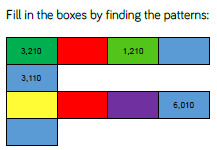 Fill in the boxes by finding the patterns:
3,210 1,210
3,110
6,010